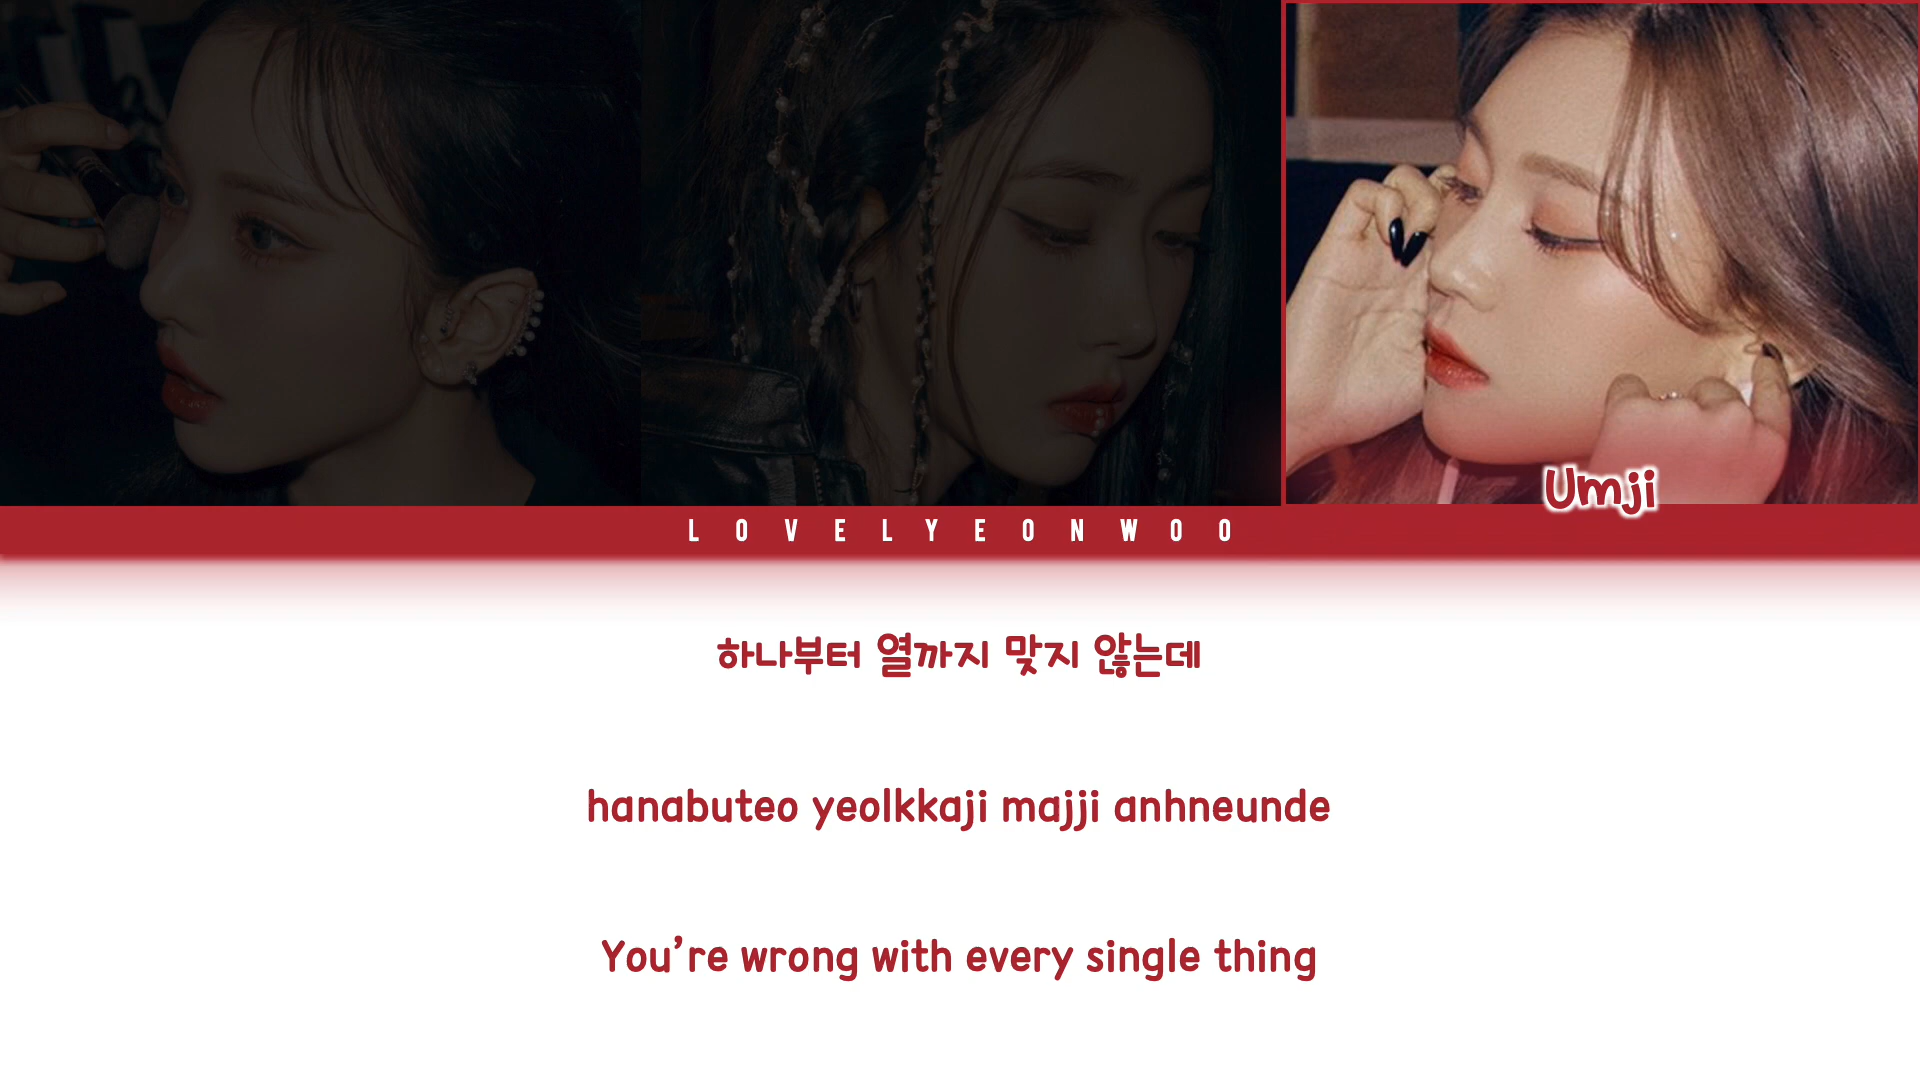 Umji
LOVELYEONWOO
하나부터 열까지 맞지 않는데
hanabuteo yeolkkaji majji anhneunde
You're wrong with every single thing